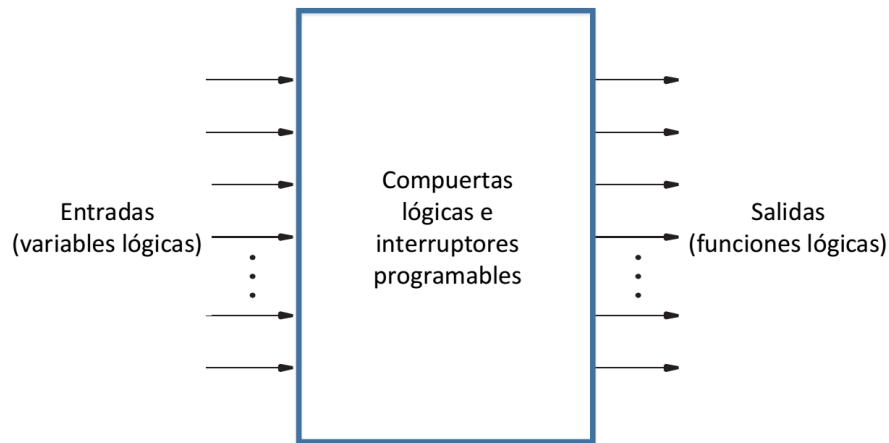 Entradas
(variables lógicas)
Compuertas
lógicas e
interruptores
programables
Salidas
(funciones lógicas)